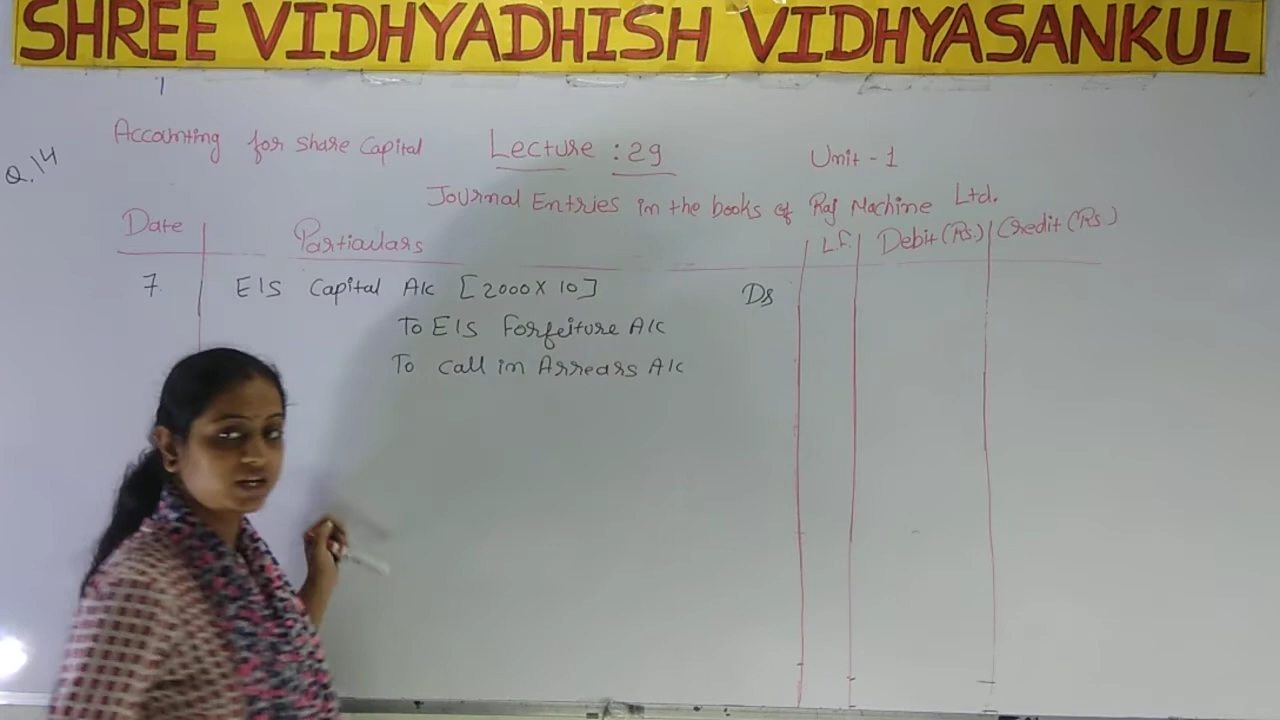 SHREE VIDHYADHISH VIDHYASANKUL
Accounting for share Capital Lecture : 29 Unit - 1
Q.14
Journal Entries in the books of Raj Machine Ltd.
Date Particulars L.F. Debit (Rs.) Credit (Rs.)
7. E/S Capital A/c [2000 x 10] Dr
To E/S Forfeiture A/c
To call in Arrears A/c